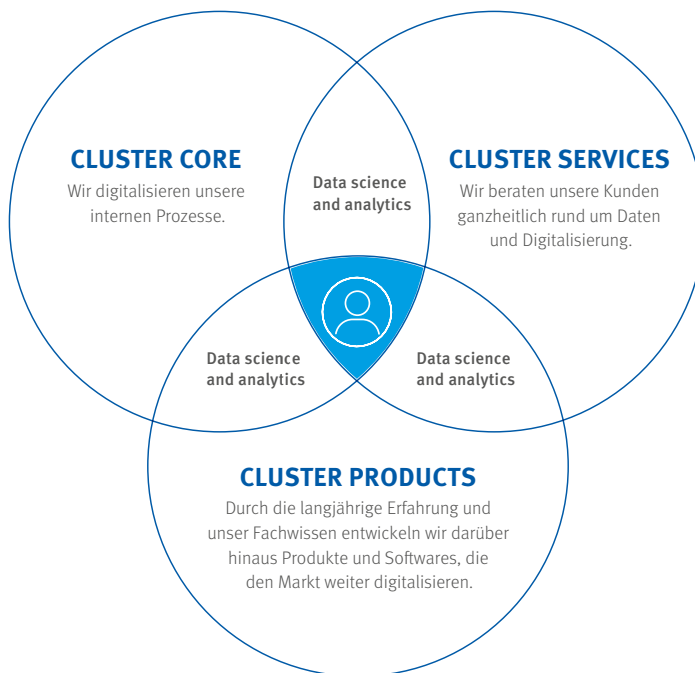 CLUSTER CORE
Wir digitalisieren unsere
internen Prozesse.
Data science
and analytics
CLUSTER SERVICES
Wir beraten unsere Kunden
ganzheitlich rund um Daten
und Digitalisierung.
Data science
and analytics
Data science
and analytics
CLUSTER PRODUCTS
Durch die langjährige Erfahrung und
unser Fachwissen entwickeln wir darüber
hinaus Produkte und Softwares, die
den Markt weiter digitalisieren.